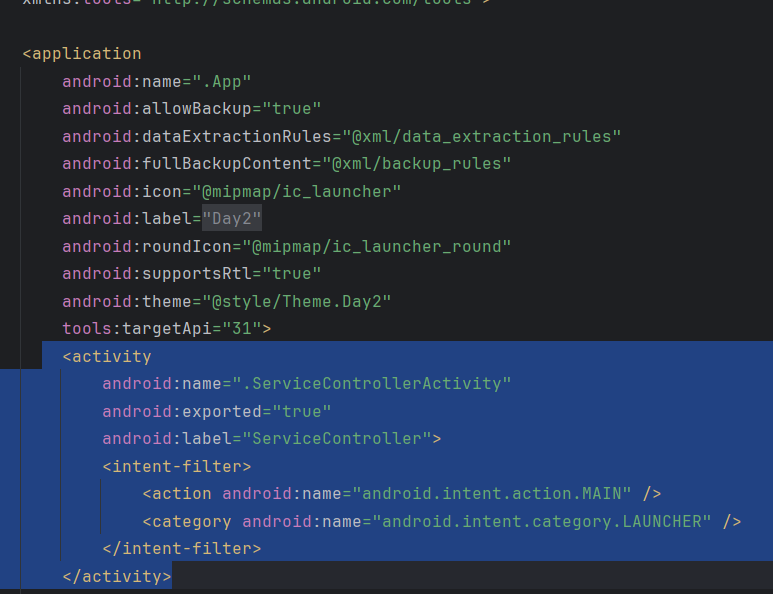 xmlns:tools="http://schemas.android.com/tools">
<application
android:name=".App"
android:allowBackup="true"
android:dataExtractionRules="@xml/data_extraction_rules"
android:fullBackupContent="@xml/backup_rules"
android:icon="@mipmap/ic_launcher"
android:label="Day2"
android:roundIcon="@mipmap/ic_launcher_round"
android:supportsRtl="true"
android:theme="@style/Theme.Day2"
tools:targetApi="31">
<activity
android:name=".ServiceControllerActivity"
android:exported="true"
android:label="ServiceController">
<intent-filter>
<action android:name="android.intent.action.MAIN" />
<category android:name="android.intent.category.LAUNCHER" />
</intent-filter>
</activity>